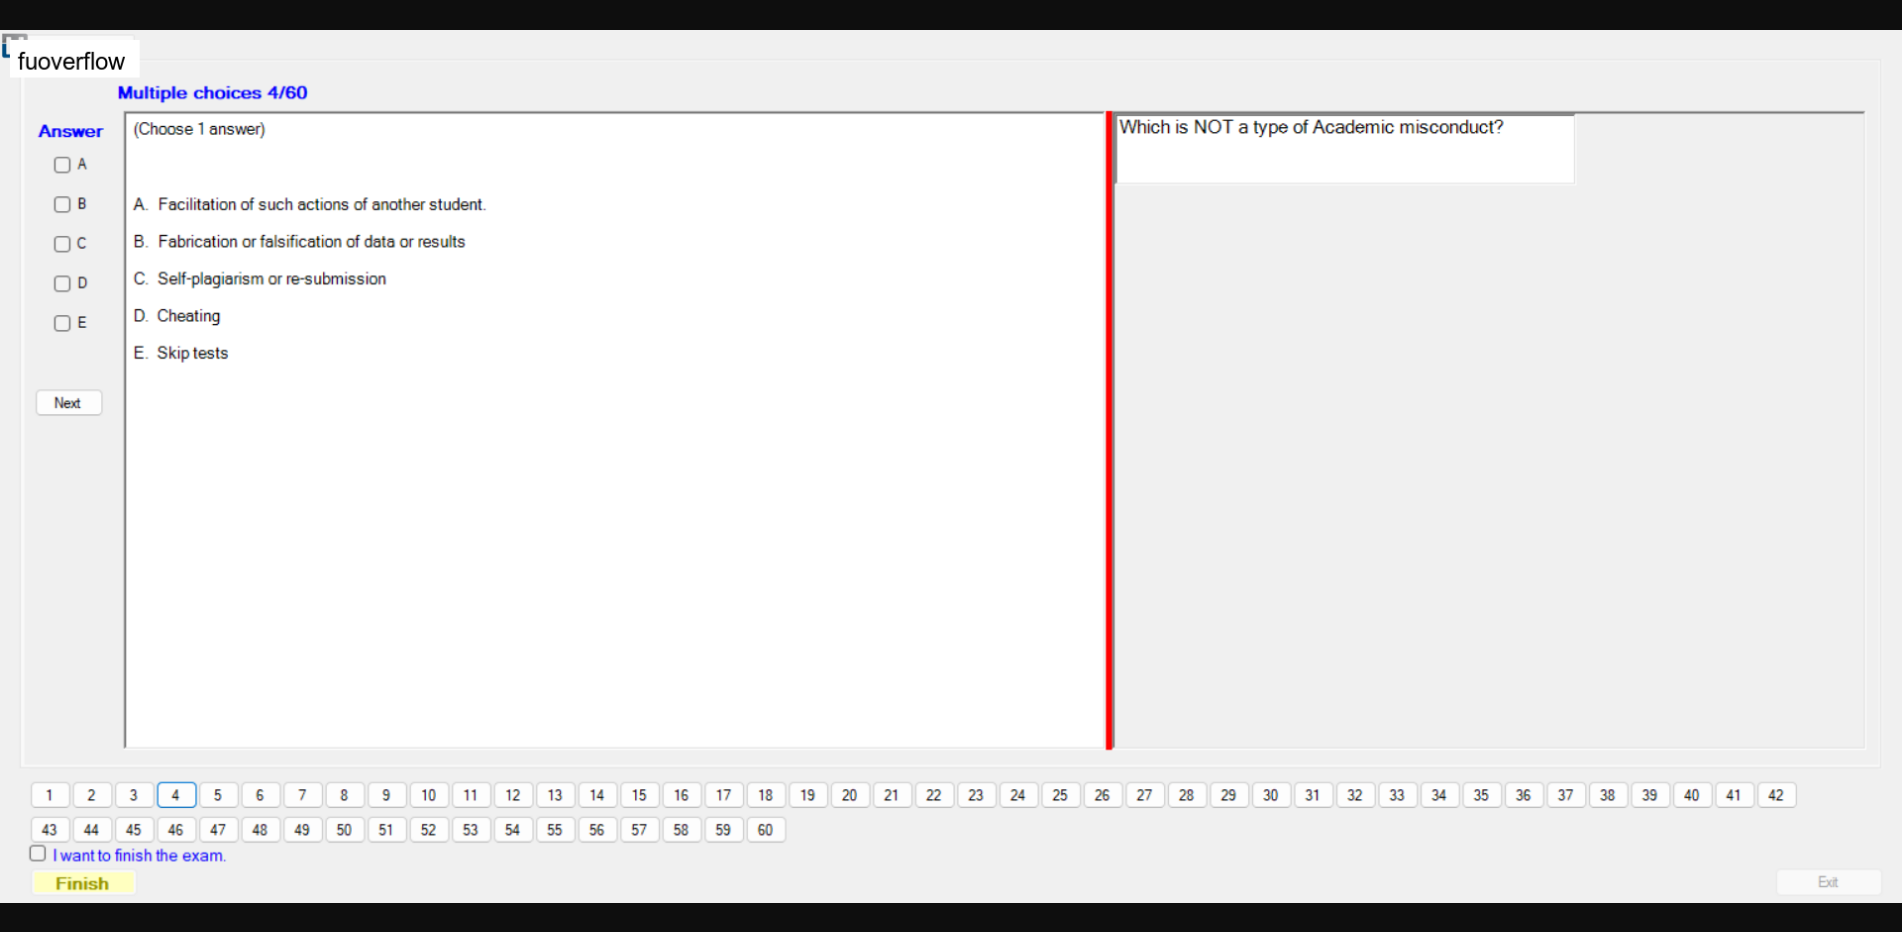 fuoverflow
Multiple choices 4/60
Answer
(Choose 1 answer)
A
B
C
D
E
A. Facilitation of such actions of another student.
B. Fabrication or falsification of data or results
C. Self-plagiarism or re-submission
D. Cheating
E. Skip tests
Next
Which is NOT a type of Academic misconduct?
1 2 3 4 5 6 7 8 9 10 11 12 13 14 15 16 17 18 19 20 21 22 23 24 25 26 27 28 29 30 31 32 33 34 35 36 37 38 39 40 41 42
43 44 45 46 47 48 49 50 51 52 53 54 55 56 57 58 59 60
I want to finish the exam.
Finish
Exit